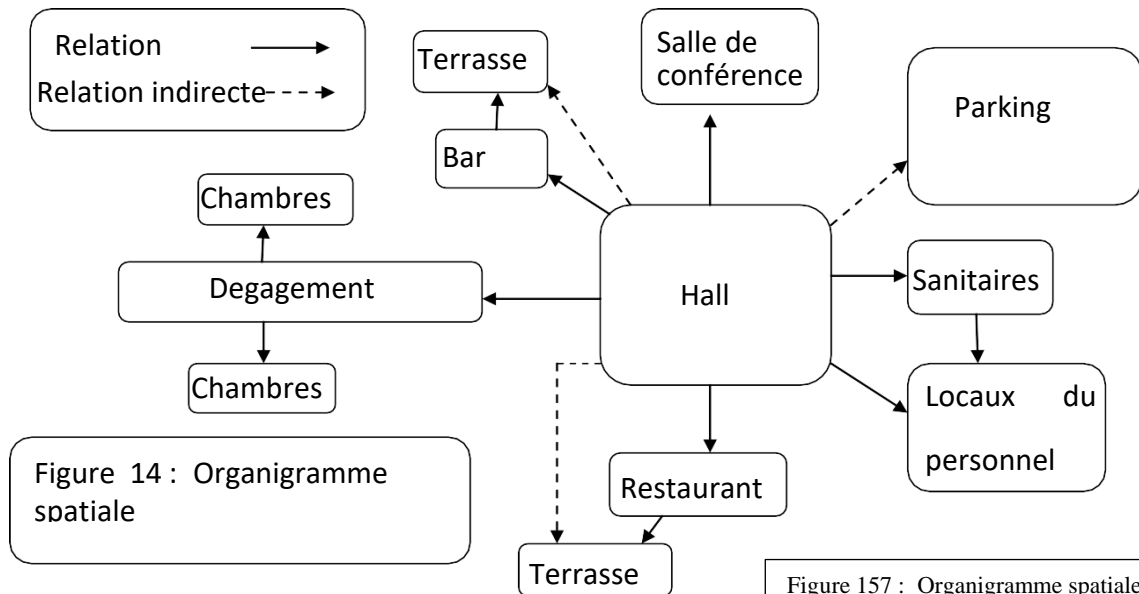 Relation
Relation indirecte
Terrasse
Bar
Salle de
conférence
Parking
Chambres
Degagement
Chambres
Hall
Sanitaires
Locaux du
personnel
Restaurant
Terrasse
Figure 14 : Organigramme
spatiale
Figure 157 : Organigramme spatiale